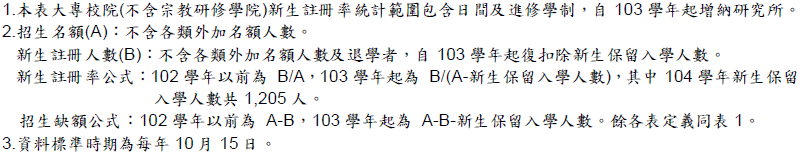 1.本表大專校院(不含宗教研修學院)新生註冊率統計範圍包含日間及進修學制，自 103 學年起增納研究所。
2.招生名額(A)：不含各類外加名額人數。
新生註冊人數(B)：不含各類外加名額人數及退學者，自 103 學年起復扣除新生保留入學人數。
新生註冊率公式：102 學年以前為 B/A，103 學年起為 B/(A-新生保留入學人數)，其中 104 學年新生保留
入學人數共 1,205 人。
招生缺額公式：102 學年以前為 A-B，103 學年起為 A-B-新生保留入學人數。餘各表定義同表 1。
3.資料標準時期為每年 10 月 15 日。